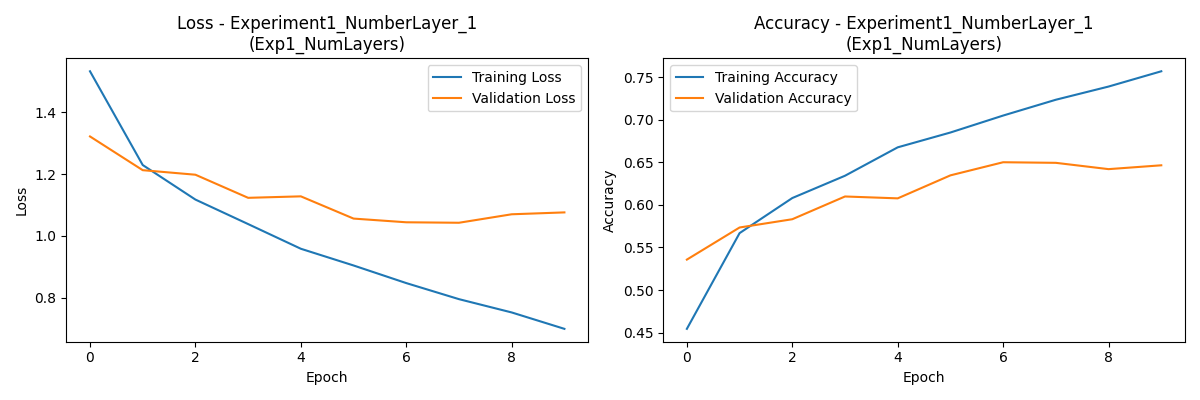 Loss - Experiment1_NumberLayer_1
(Exp1_NumLayers)
Training Loss
Validation Loss
1.4
1.2
1.0
0.8
Loss
0 2 4 6 8
Epoch
Accuracy - Experiment1_NumberLayer_1
(Exp1_NumLayers)
Training Accuracy
Validation Accuracy
0.75
0.70
0.65
0.60
0.55
0.50
0.45
Accuracy
0 2 4 6 8
Epoch